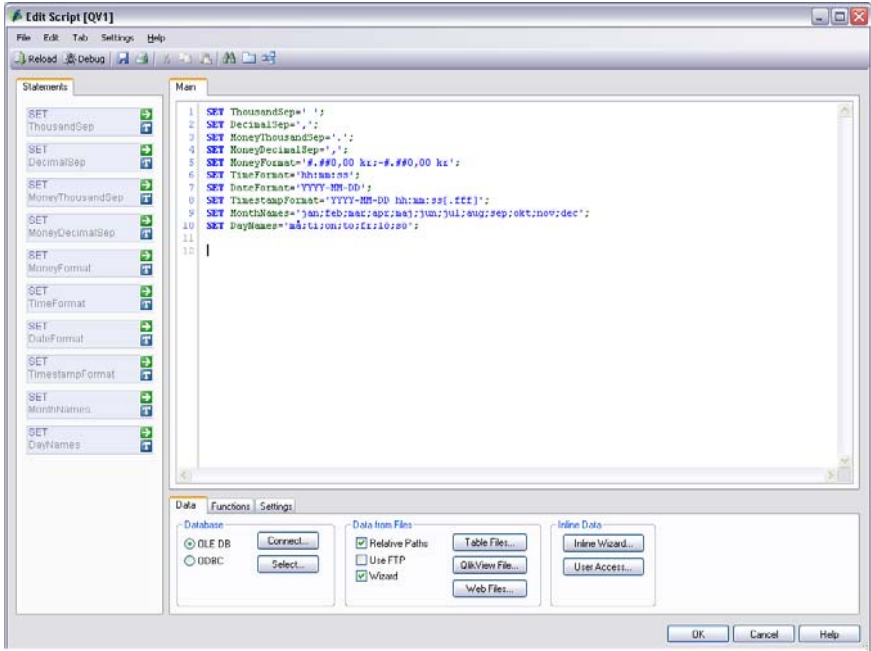 Edit Script [QV1]
File Edit Tab Settings Help
Reload Debug
Statements
SET
ThousandSep
SET
DecimalSep
SET
MoneyThousandSep
SET
MoneyDecimalSep
SET
MoneyFormat
SET
TimeFormat
SET
DateFormat
SET
TimestampFormat
SET
MonthNames
SET
DayNames
Main
1 SET ThousandSep=' ';
2 SET DecimalSep=',';
3 SET MoneyThousandSep='.';
4 SET MoneyDecimalSep=',';
5 SET MoneyFormat='#.##0,00 kr;-#.##0,00 kr';
6 SET TimeFormat='hh:mm:ss';
7 SET DateFormat='YYYY-MM-DD';
8 SET TimestampFormat='YYYY-MM-DD hh:mm:ss[.fff]';
9 SET MonthNames='jan;feb;mar;apr;maj;jun;jul;aug;sep;okt;nov;dec';
10 SET DayNames='må;ti;on;to;fr;lö;sö';
11
12
Data Functions Settings
Database
OLE DB
ODBC
Connect...
Select...
Data from Files
Relative Paths
Use FTP
Wizard
Table Files...
QlikView File...
Web Files...
Inline Data
Inline Wizard...
User Access...
OK Cancel Help